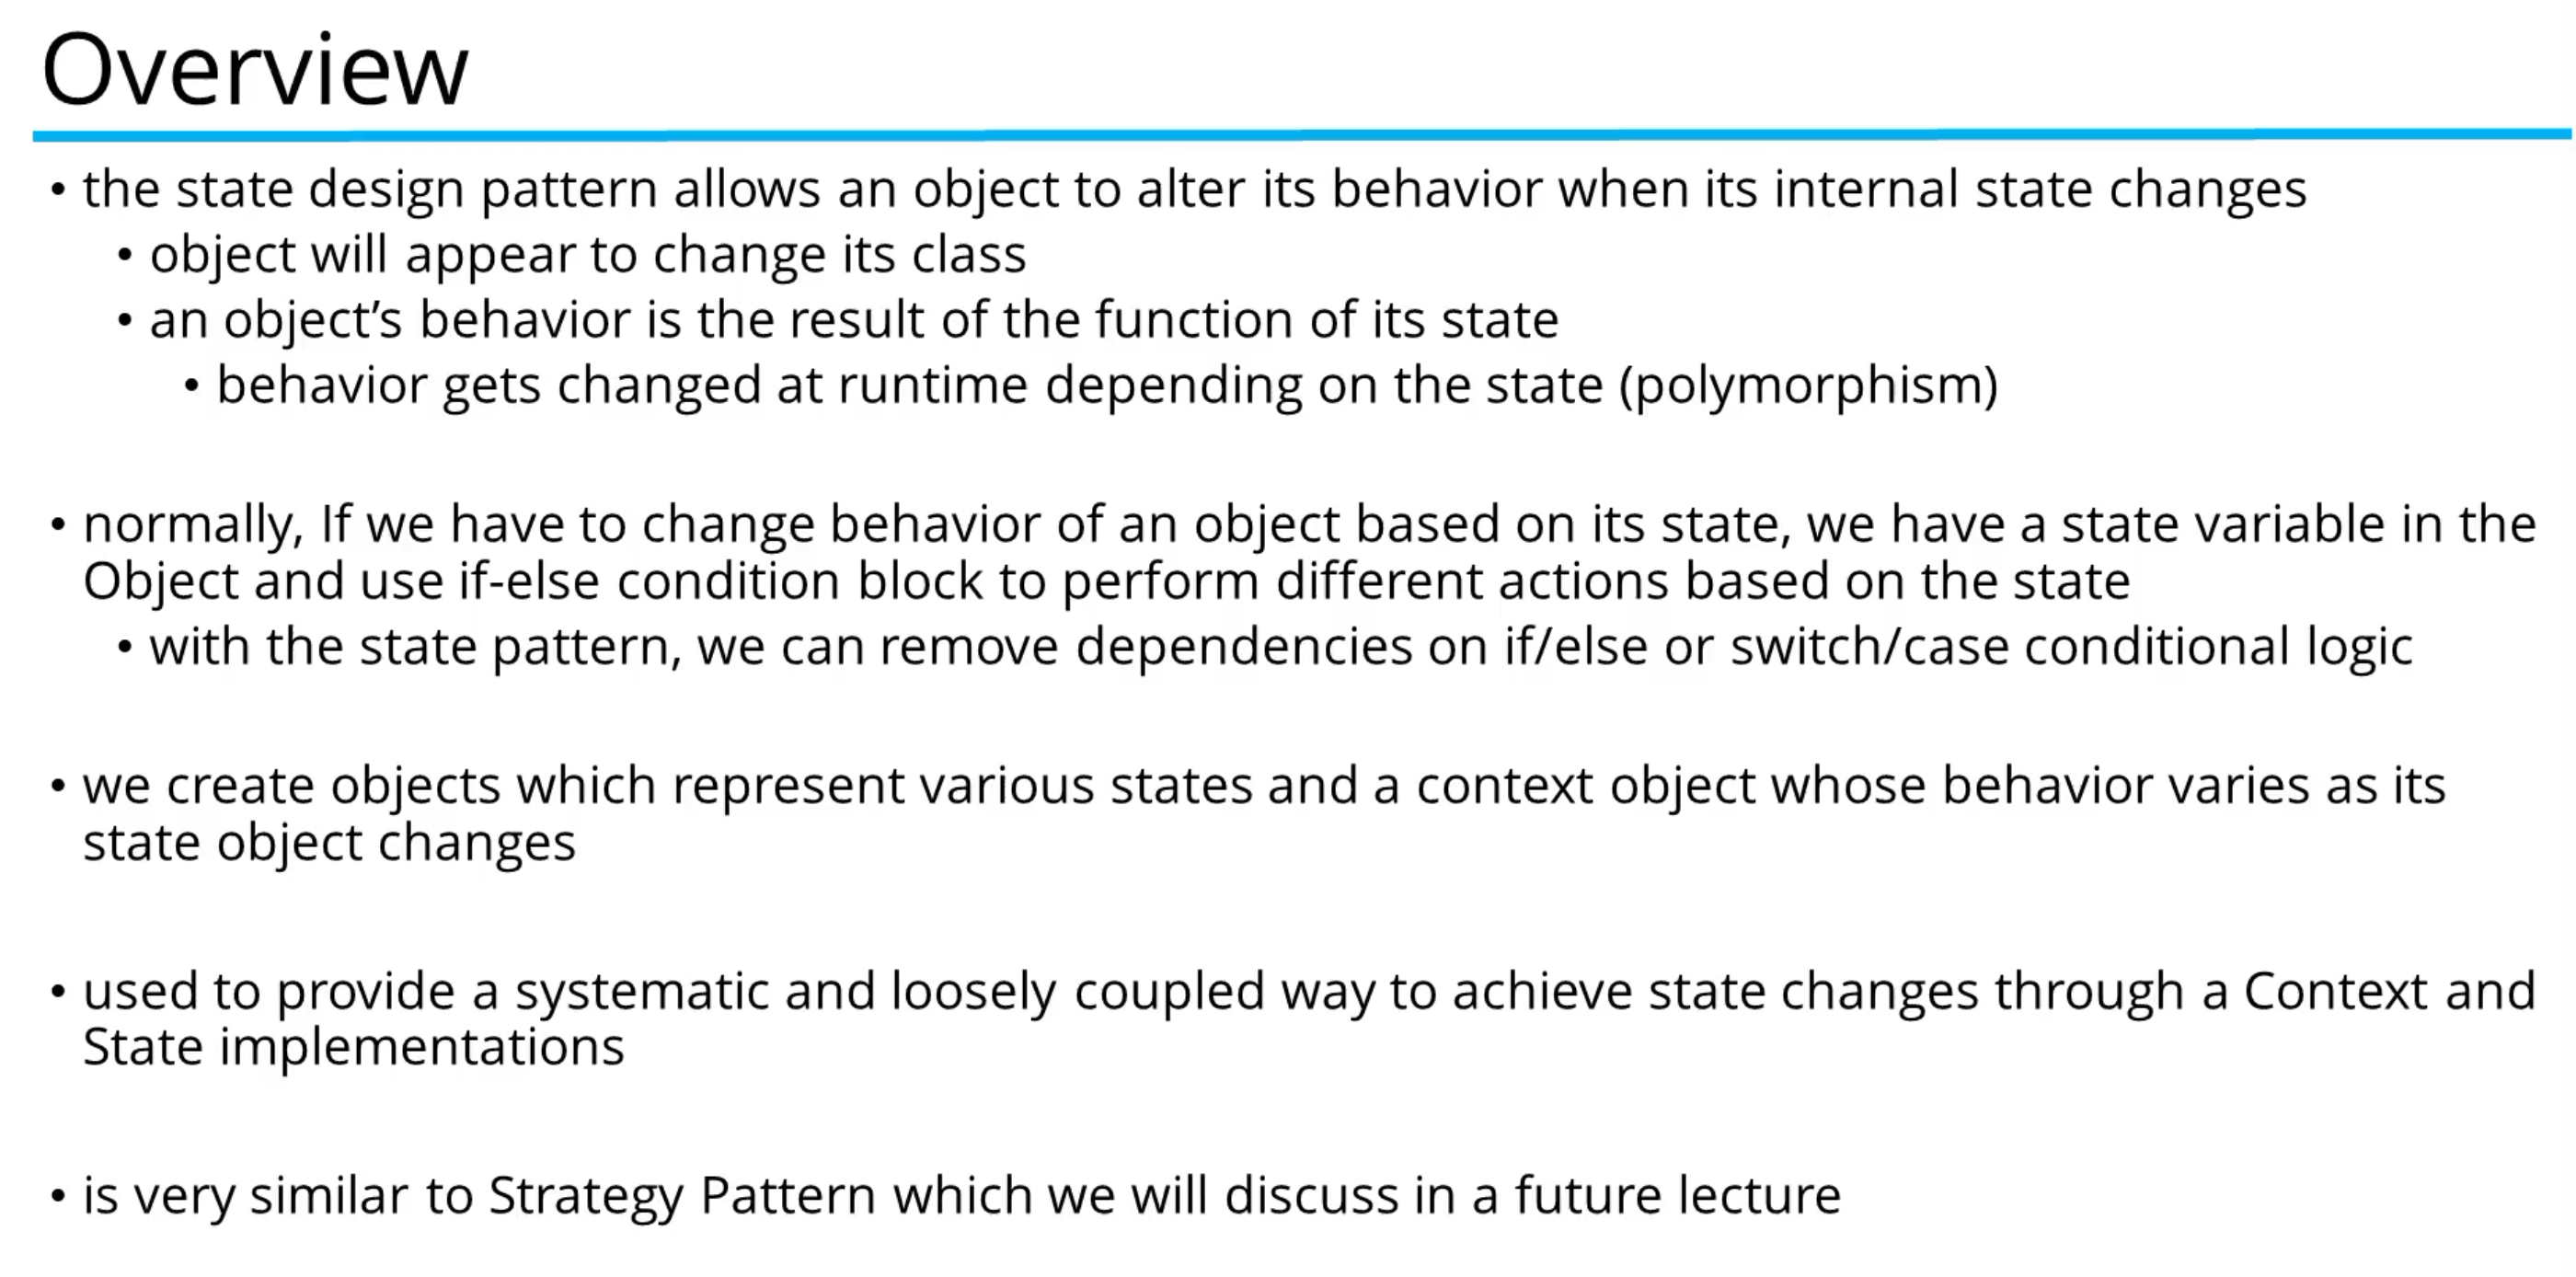 Overview
• the state design pattern allows an object to alter its behavior when its internal state changes
• object will appear to change its class
• an object’s behavior is the result of the function of its state
• behavior gets changed at runtime depending on the state (polymorphism)
• normally, If we have to change behavior of an object based on its state, we have a state variable in the
Object and use if-else condition block to perform different actions based on the state
• with the state pattern, we can remove dependencies on if/else or switch/case conditional logic
• we create objects which represent various states and a context object whose behavior varies as its
state object changes
• used to provide a systematic and loosely coupled way to achieve state changes through a Context and
State implementations
• is very similar to Strategy Pattern which we will discuss in a future lecture